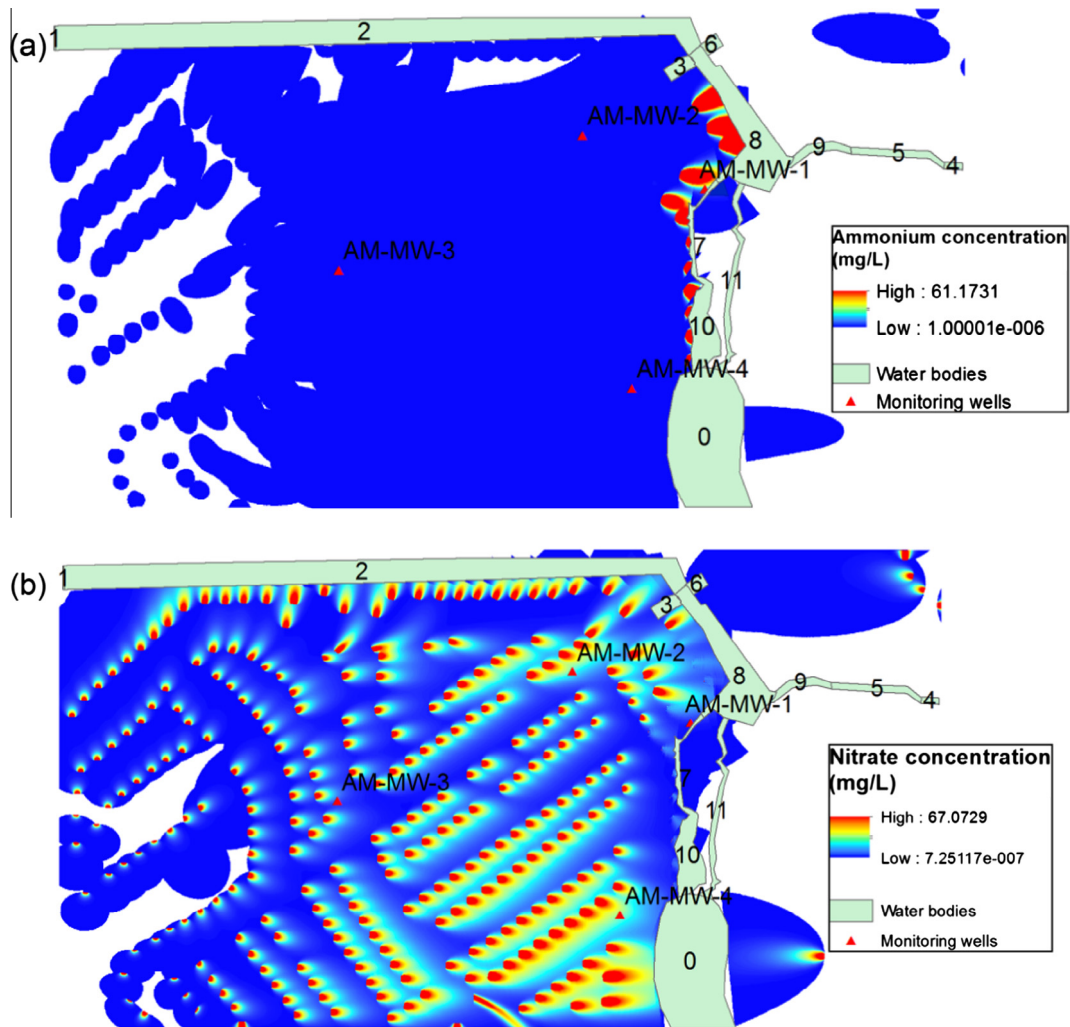 (a)
1
2
6
3
AM-MW-2
8
9
5
4
AM-MW-1
7
AM-MW-3
11
10
AM-MW-4
0
Ammonium concentration
(mg/L)
High : 61.1731
Low : 1.00001e-006
Water bodies
Monitoring wells
(b)
1
2
6
3
AM-MW-2
8
9
5
4
AM-MW-1
7
AM-MW-3
11
10
AM-MW-4
0
Nitrate concentration
(mg/L)
High : 67.0729
Low : 7.25117e-007
Water bodies
Monitoring wells